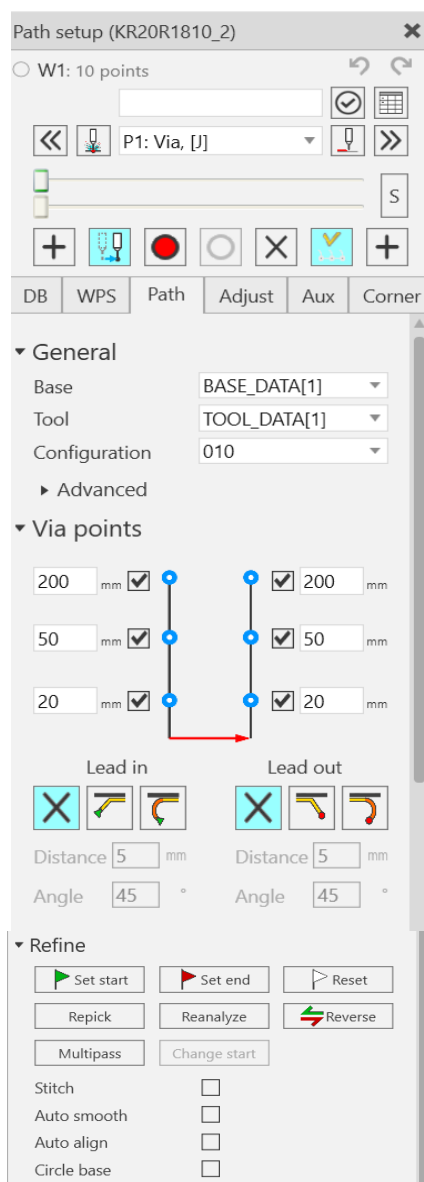 Path setup (KR20R1810_2)
W1: 10 points
P1: Via, [J]
S
DB WPS Path Adjust Aux Corner
General
Base BASE_DATA[1]
Tool TOOL_DATA[1]
Configuration 010
Advanced
Via points
200 mm 200 mm
50 mm 50 mm
20 mm 20 mm
Lead in Lead out
Distance 5 mm Distance 5 mm
Angle 45 ° Angle 45 °
Refine
Set start Set end Reset
Repick Reanalyze Reverse
Multipass Change start
Stitch
Auto smooth
Auto align
Circle base